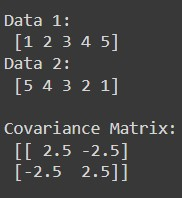 Data 1:
[1 2 3 4 5]
Data 2:
[5 4 3 2 1]
Covariance Matrix:
[[ 2.5 -2.5]
[-2.5  2.5]]